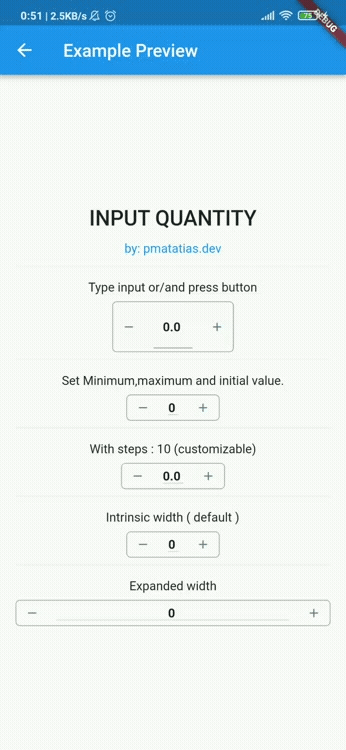 0:51 | 2.5KB/s
75
DEBUG
Example Preview
INPUT QUANTITY
by: pmatatias.dev
Type input or/and press button
− 0.0 +
Set Minimum,maximum and initial value.
− 0 +
With steps : 10 (customizable)
− 0.0 +
Intrinsic width ( default )
− 0 +
Expanded width
− 0 +